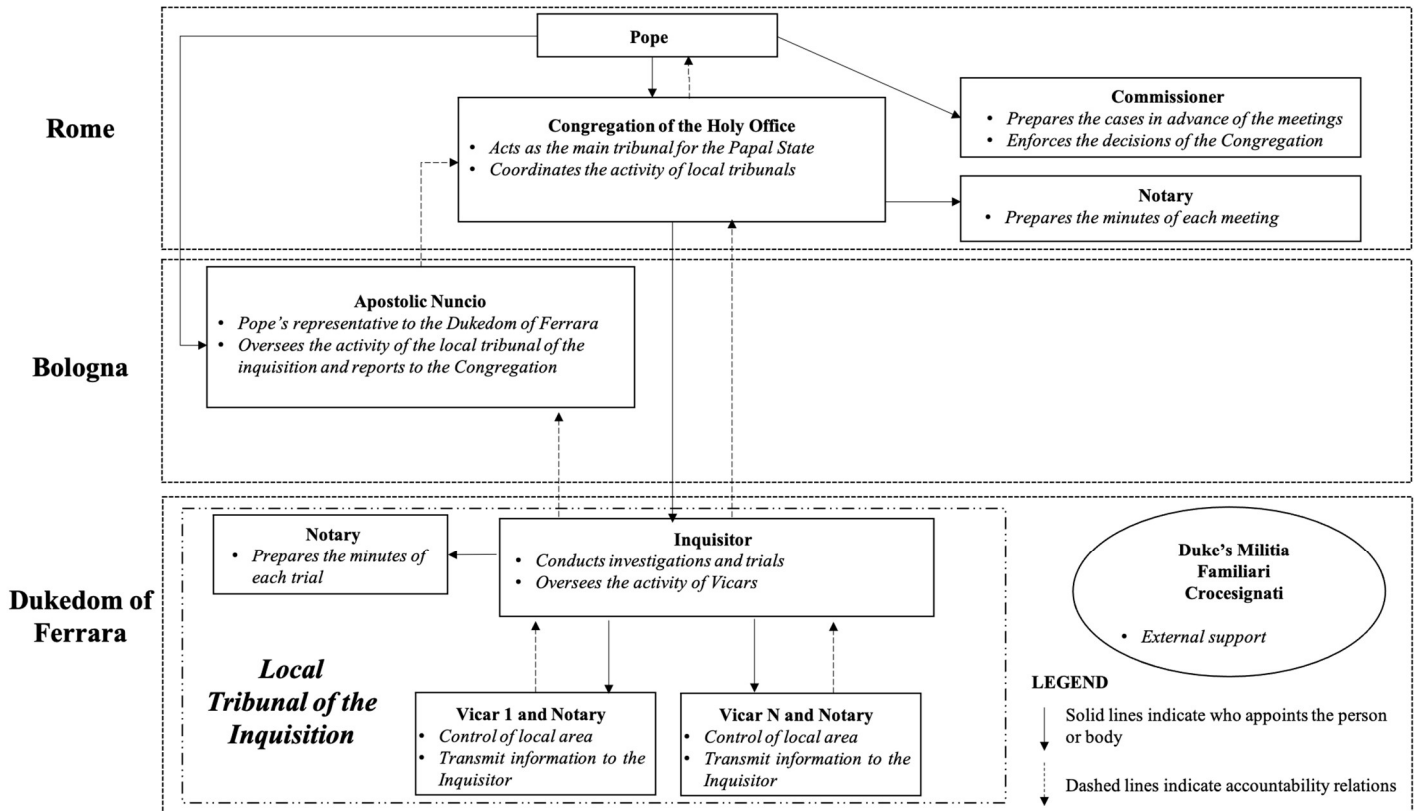 Rome
Pope
Commissioner
• Prepares the cases in advance of the meetings
• Enforces the decisions of the Congregation
Congregation of the Holy Office
• Acts as the main tribunal for the Papal State
• Coordinates the activity of local tribunals
Notary
• Prepares the minutes of each meeting
Bologna
Apostolic Nuncio
• Pope's representative to the Dukedom of Ferrara
• Oversees the activity of the local tribunal of the
inquisition and reports to the Congregation
Dukedom of
Ferrara
Notary
• Prepares the minutes of
each trial
Inquisitor
• Conducts investigations and trials
• Oversees the activity of Vicars
Duke's Militia
Familiari
Crocesignati
• External support
Local
Tribunal of the
Inquisition
Vicar 1 and Notary
• Control of local area
• Transmit information to the
Inquisitor
Vicar N and Notary
• Control of local area
• Transmit information to the
Inquisitor
LEGEND
Solid lines indicate who appoints the person
or body
Dashed lines indicate accountability relations